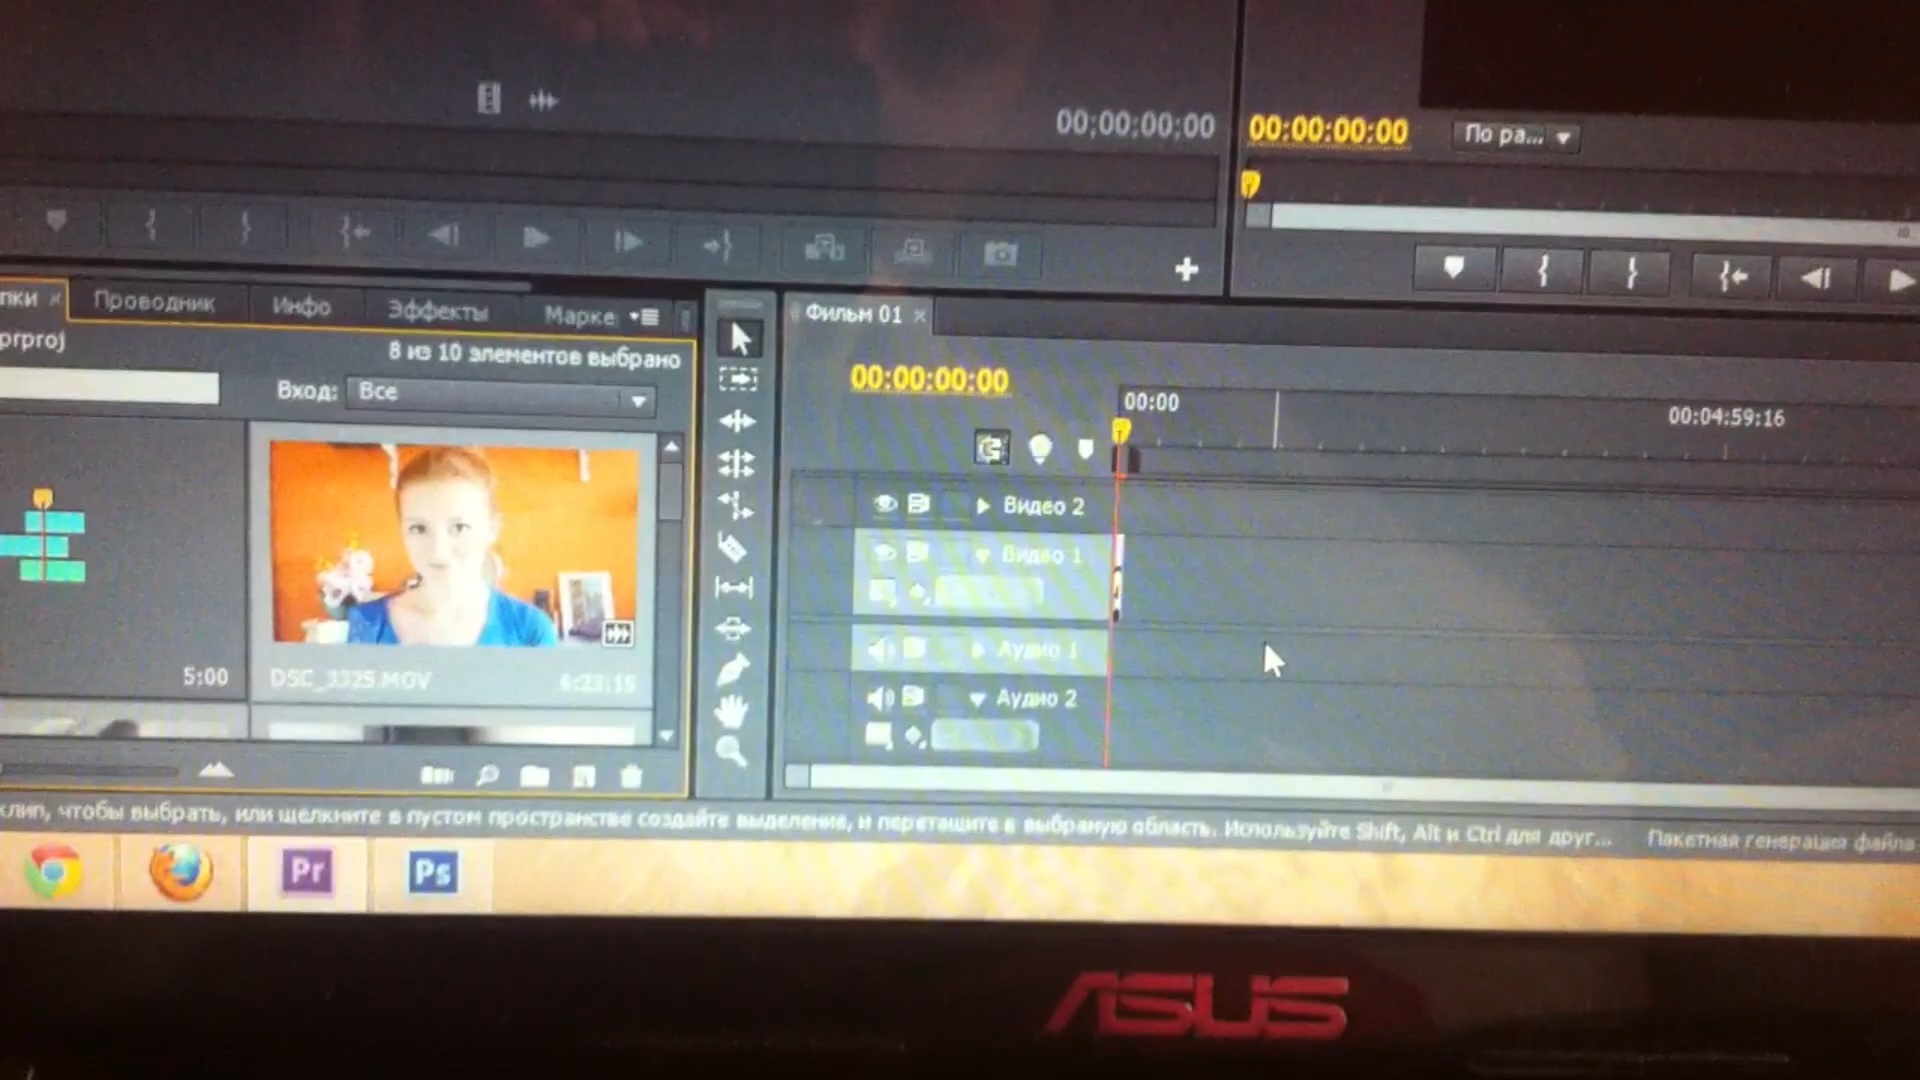 00;00:00:00
00:00:00:00
По ра...
пки
Проводник
Инфо
Эффекты
Марке
prproj
8 из 10 элементов выбрано
Вход:
Все
5:00
DSC_3325.MOV
6:23:15
Фильм 01
00:00:00:00
00:00
00:04:59:16
Видео 2
Видео 1
Аудио 1
Аудио 2
клип, чтобы выбрать, или щелкните в пустом пространстве создайте выделение, и перетащите в выбраную область. Используйте Shift, Alt и Ctrl для друг...
Пакетная генерация файла
Pr
Ps
ASUS